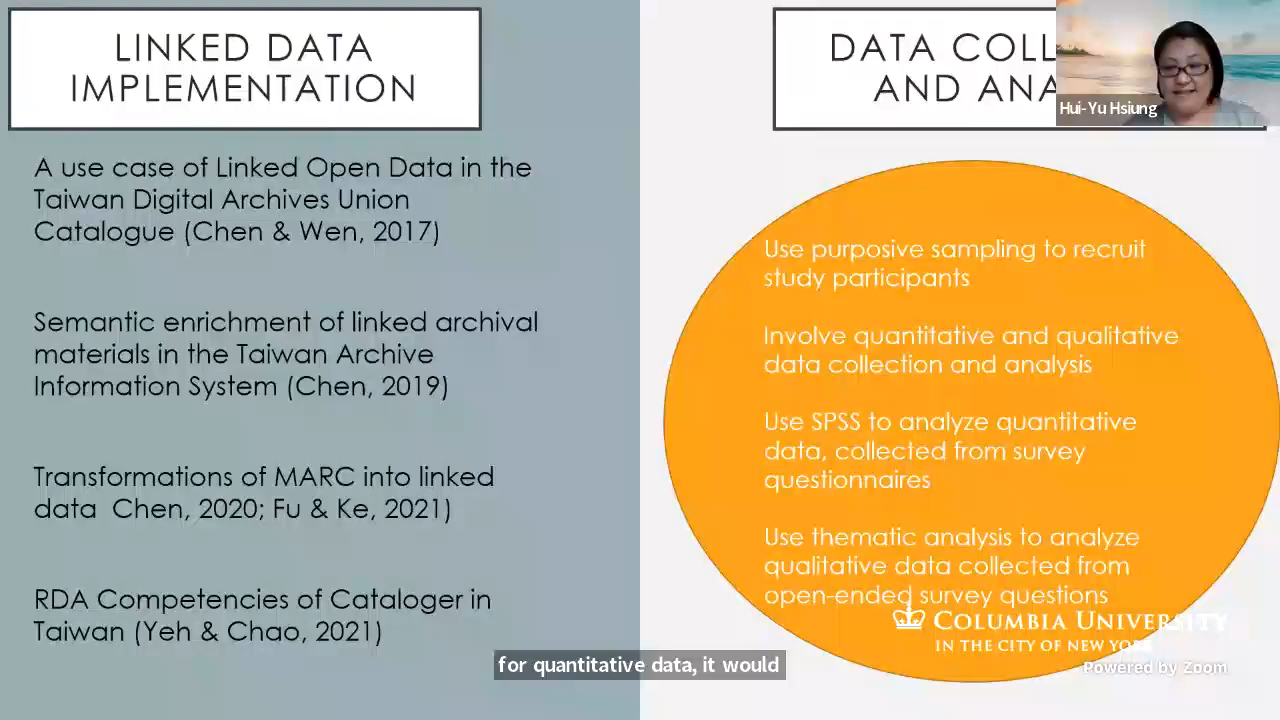 LINKED DATA
IMPLEMENTATION
A use case of Linked Open Data in the
Taiwan Digital Archives Union
Catalogue (Chen & Wen, 2017)
Semantic enrichment of linked archival
materials in the Taiwan Archive
Information System (Chen, 2019)
Transformations of MARC into linked
data  Chen, 2020; Fu & Ke, 2021)
RDA Competencies of Cataloger in
Taiwan (Yeh & Chao, 2021)
DATA COLL
AND ANA
Hui-Yu Hsiung
Use purposive sampling to recruit
study participants
Involve quantitative and qualitative
data collection and analysis
Use SPSS to analyze quantitative
data, collected from survey
questionnaires
Use thematic analysis to analyze
qualitative data collected from
open-ended survey questions
COLUMBIA UNIVERSITY
IN THE CITY OF NEW YORK
Powered by Zoom
for quantitative data, it would